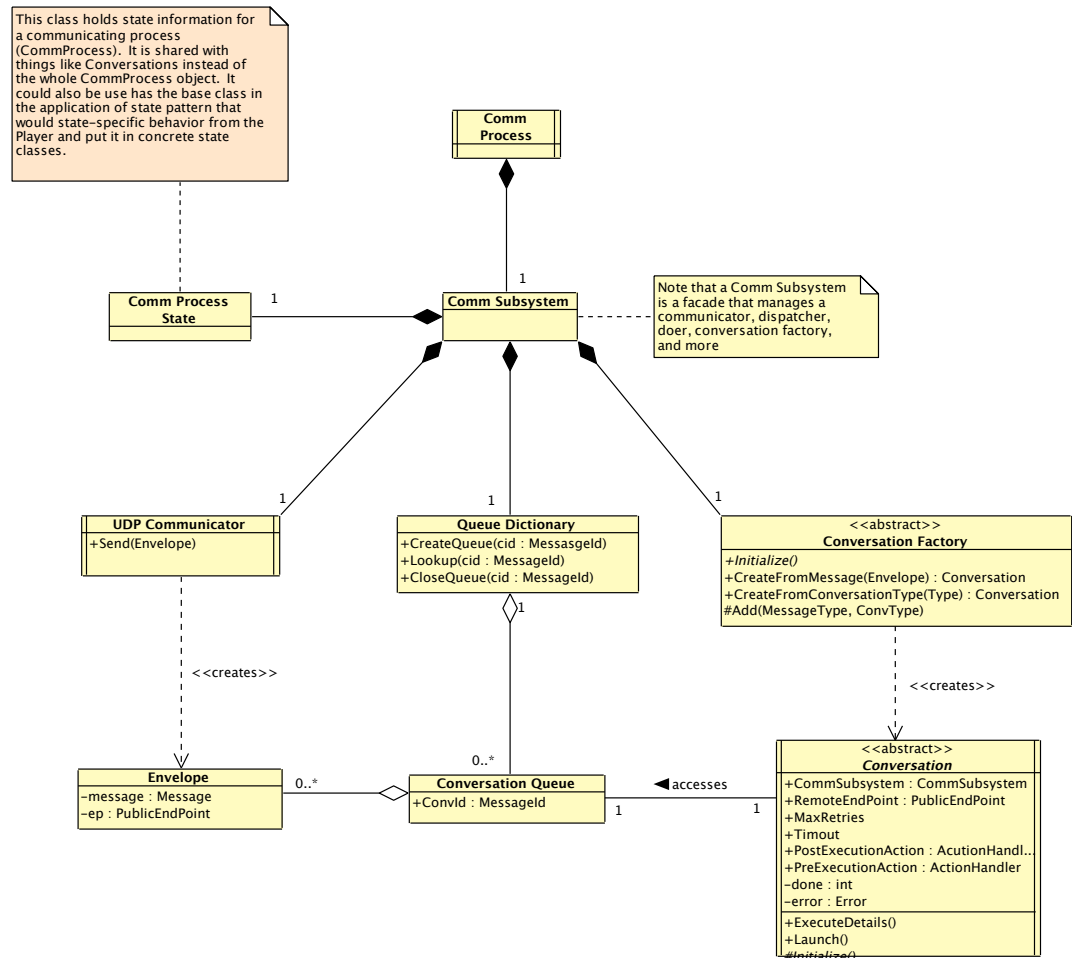 This class holds state information for
a communicating process
(CommProcess).  It is shared with
things like Conversations instead of
the whole CommProcess object.  It
could also be use has the base class in
the application of state pattern that
would state-specific behavior from the
Player and put it in concrete state
classes.
Comm
Process
1
Comm Process
State
1
Comm Subsystem
Note that a Comm Subsystem
is a facade that manages a
communicator, dispatcher,
doer, conversation factory,
and more
1
1
1
UDP Communicator
+Send(Envelope)
Queue Dictionary
+CreateQueue(cid : MessasgeId)
+Lookup(cid : MessageId)
+CloseQueue(cid : MessageId)
<<abstract>>
Conversation Factory
+Initialize()
+CreateFromMessage(Envelope) : Conversation
+CreateFromConversationType(Type) : Conversation
#Add(MessageType, ConvType)
1
<<creates>>
<<creates>>
0..*
Envelope
-message : Message
-ep : PublicEndPoint
0..*
Conversation Queue
+ConvId : MessageId
1
accesses
1
<<abstract>>
Conversation
+CommSubsystem : CommSubsystem
+RemoteEndPoint : PublicEndPoint
+MaxRetries
+Timout
+PostExecutionAction : AcutionHandl...
+PreExecutionAction : ActionHandler
-done : int
-error : Error
+ExecuteDetails()
+Launch()
#Initialize()